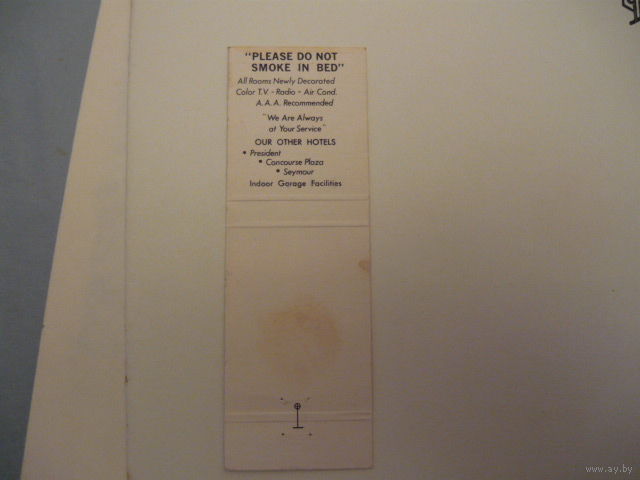 "PLEASE DO NOT
SMOKE IN BED"
All Rooms Newly Decorated
Color T.V. - Radio - Air Cond.
A.A.A. Recommended
"We Are Always
at Your Service"
OUR OTHER HOTELS
• President
• Concourse Plaza
• Seymour
Indoor Garage Facilities
www.ay.by